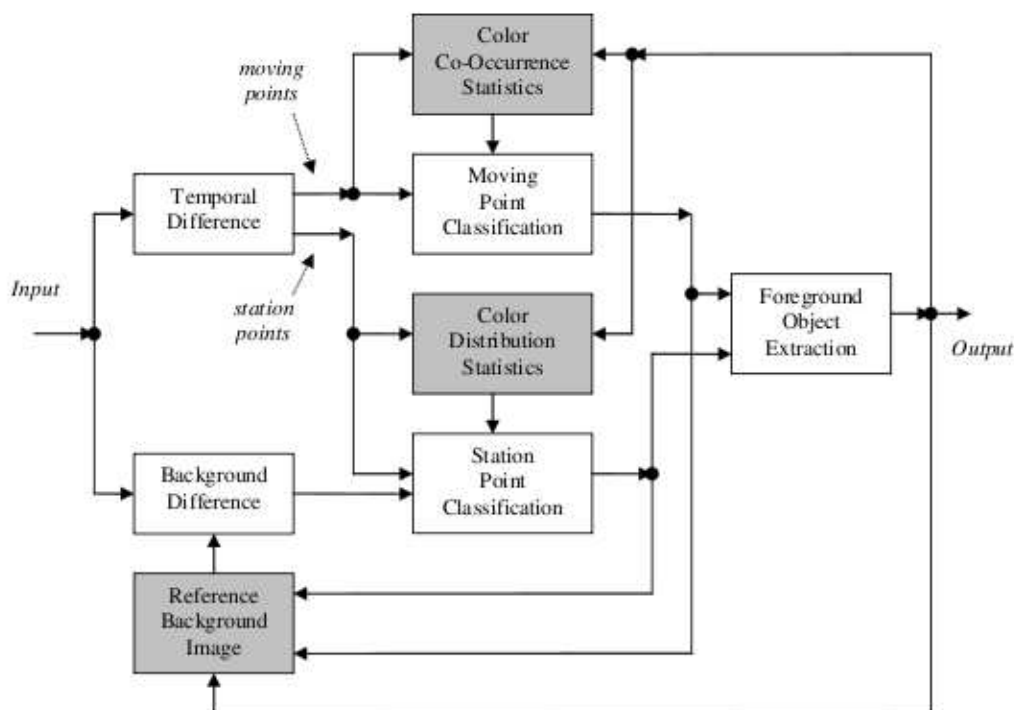 Color
Co-Occurrence
Statistics
moving
points
Temporal
Difference
Moving
Point
Classification
Input
station
points
Color
Distribution
Statistics
Foreground
Object
Extraction
Output
Background
Difference
Station
Point
Classification
Reference
Background
Image